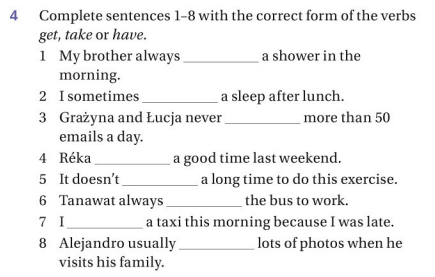 4 Complete sentences 1–8 with the correct form of the verbs
get, take or have.
1 My brother always __________ a shower in the
morning.
2 I sometimes __________ a sleep after lunch.
3 Grażyna and Łucja never __________ more than 50
emails a day.
4 Réka __________ a good time last weekend.
5 It doesn't __________ a long time to do this exercise.
6 Tanawat always __________ the bus to work.
7 I __________ a taxi this morning because I was late.
8 Alejandro usually __________ lots of photos when he
visits his family.